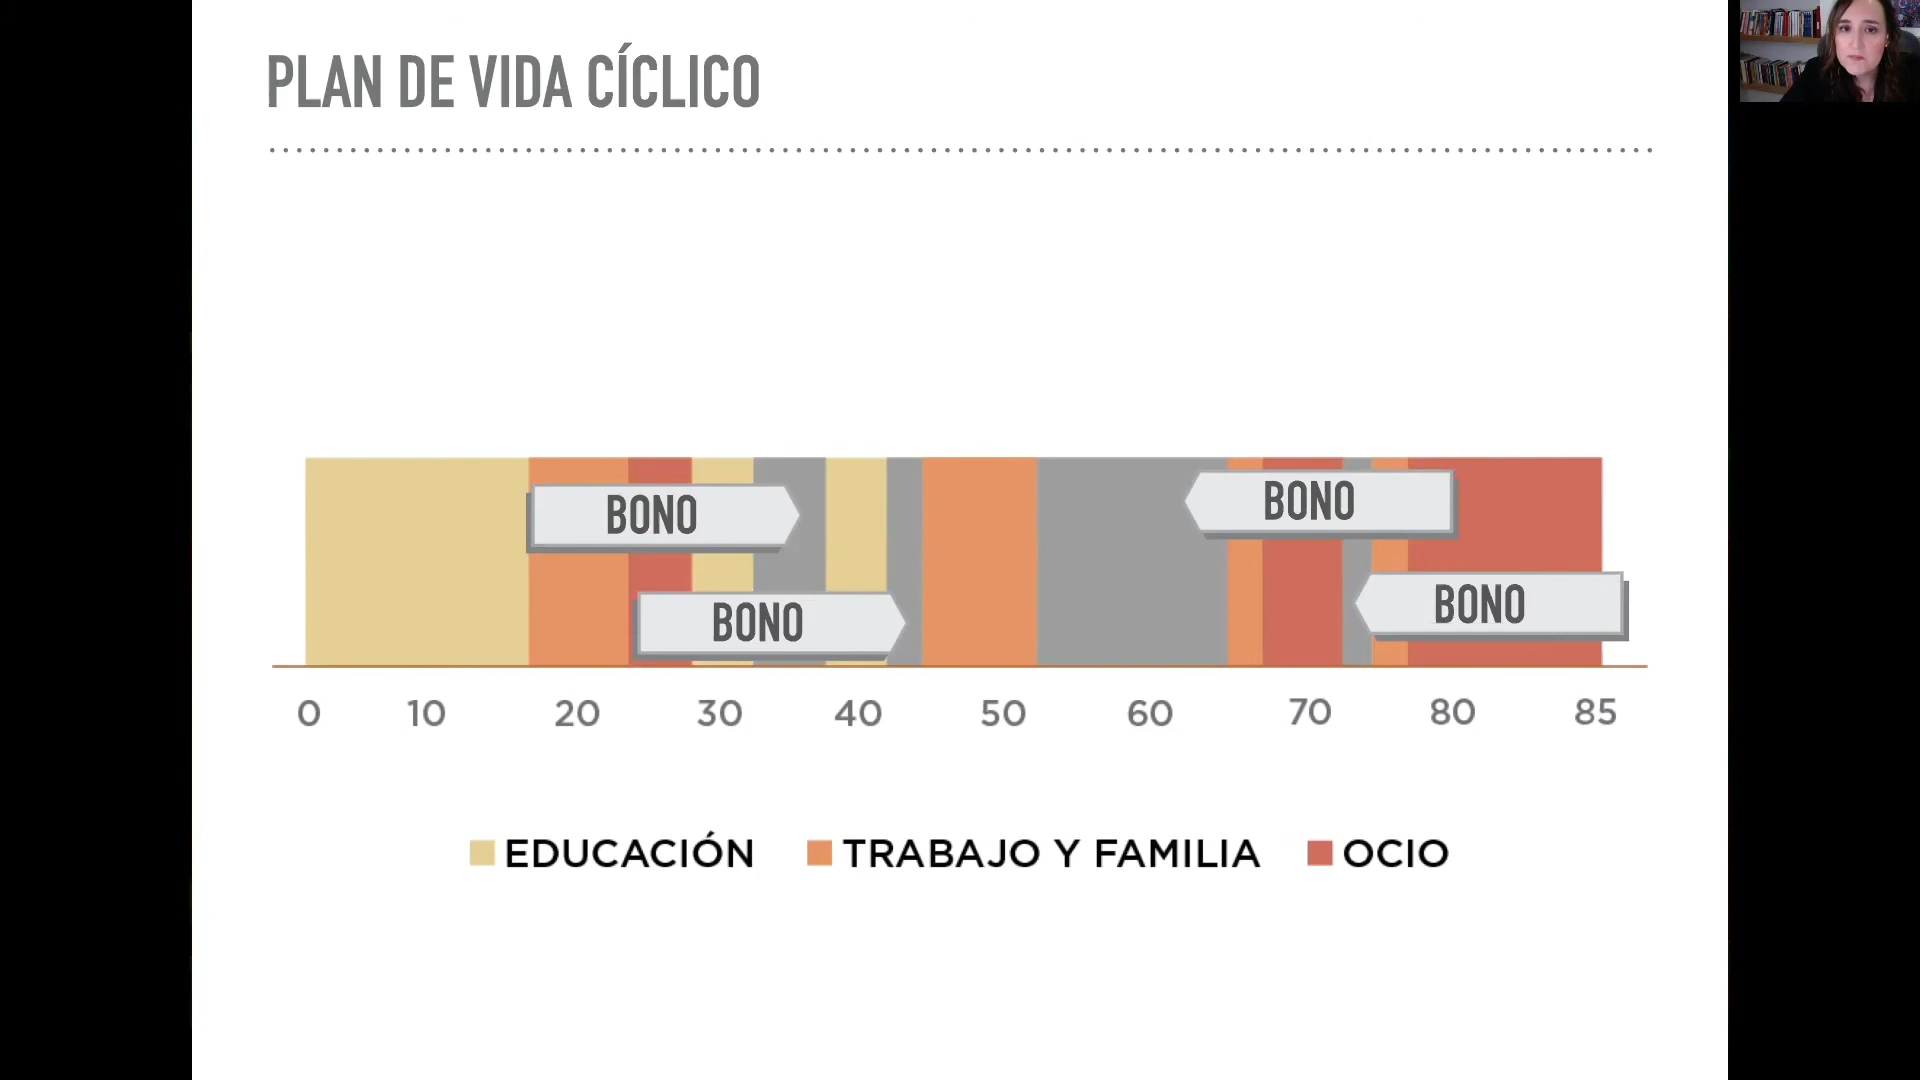 PLAN DE VIDA CÍCLICO
BONO
BONO
BONO
BONO
0 10 20 30 40 50 60 70 80 85
EDUCACIÓN TRABAJO Y FAMILIA OCIO